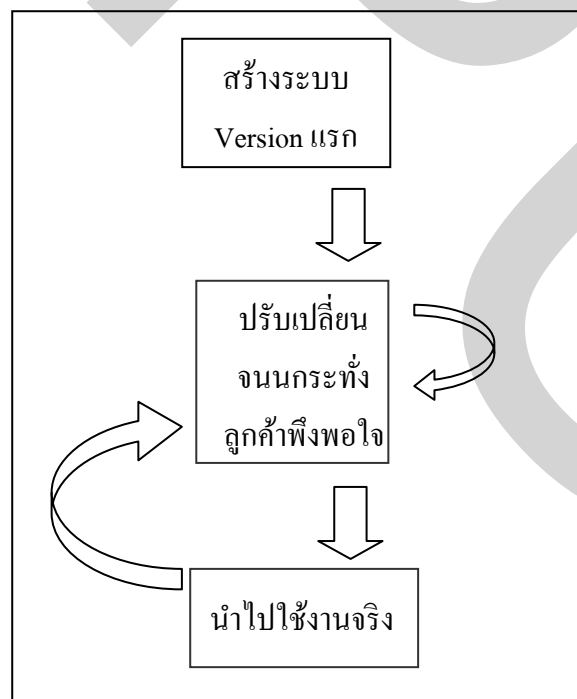 สร้างระบบ
Version แรก
ปรับเปลี่ยน
จนนกระทั่ง
ลูกค้าพึงพอใจ
นำไปใช้งานจริง